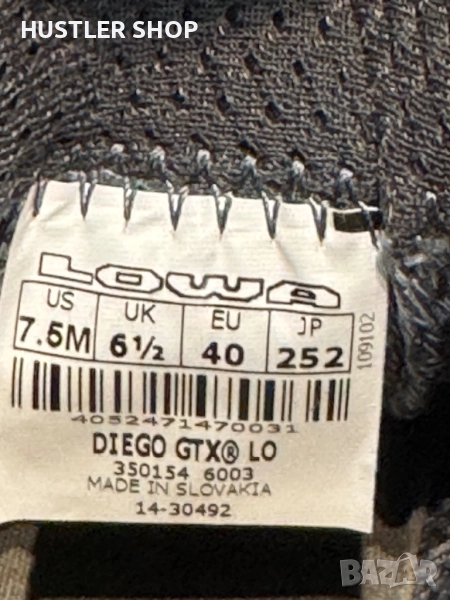 HUSTLER SHOP
LOWA
US UK EU JP
7.5M 6½ 40 252
109102
4052471470031
DIEGO GTX® LO
350154 6003
MADE IN SLOVAKIA
14-30492
bazar